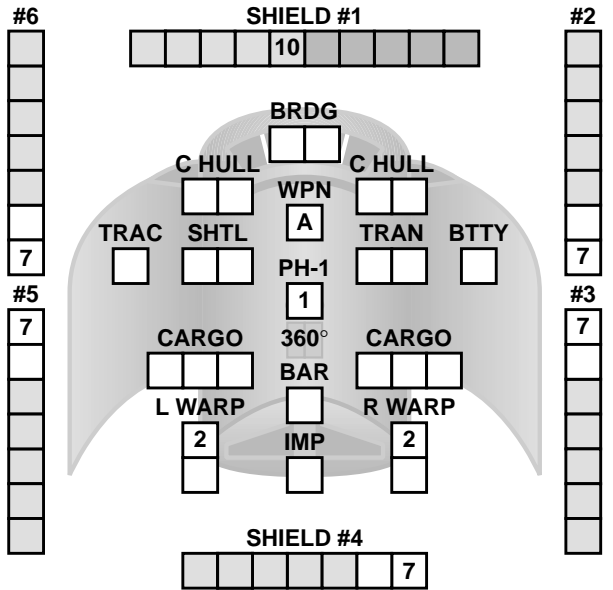 #6 SHIELD #1 #2
10
BRDG
C HULL C HULL
WPN
A
TRAC SHTL TRAN BTTY
7 7
PH-1
#5 1 #3
7 7
360°
CARGO CARGO
BAR
L WARP R WARP
2 IMP 2
SHIELD #4
7